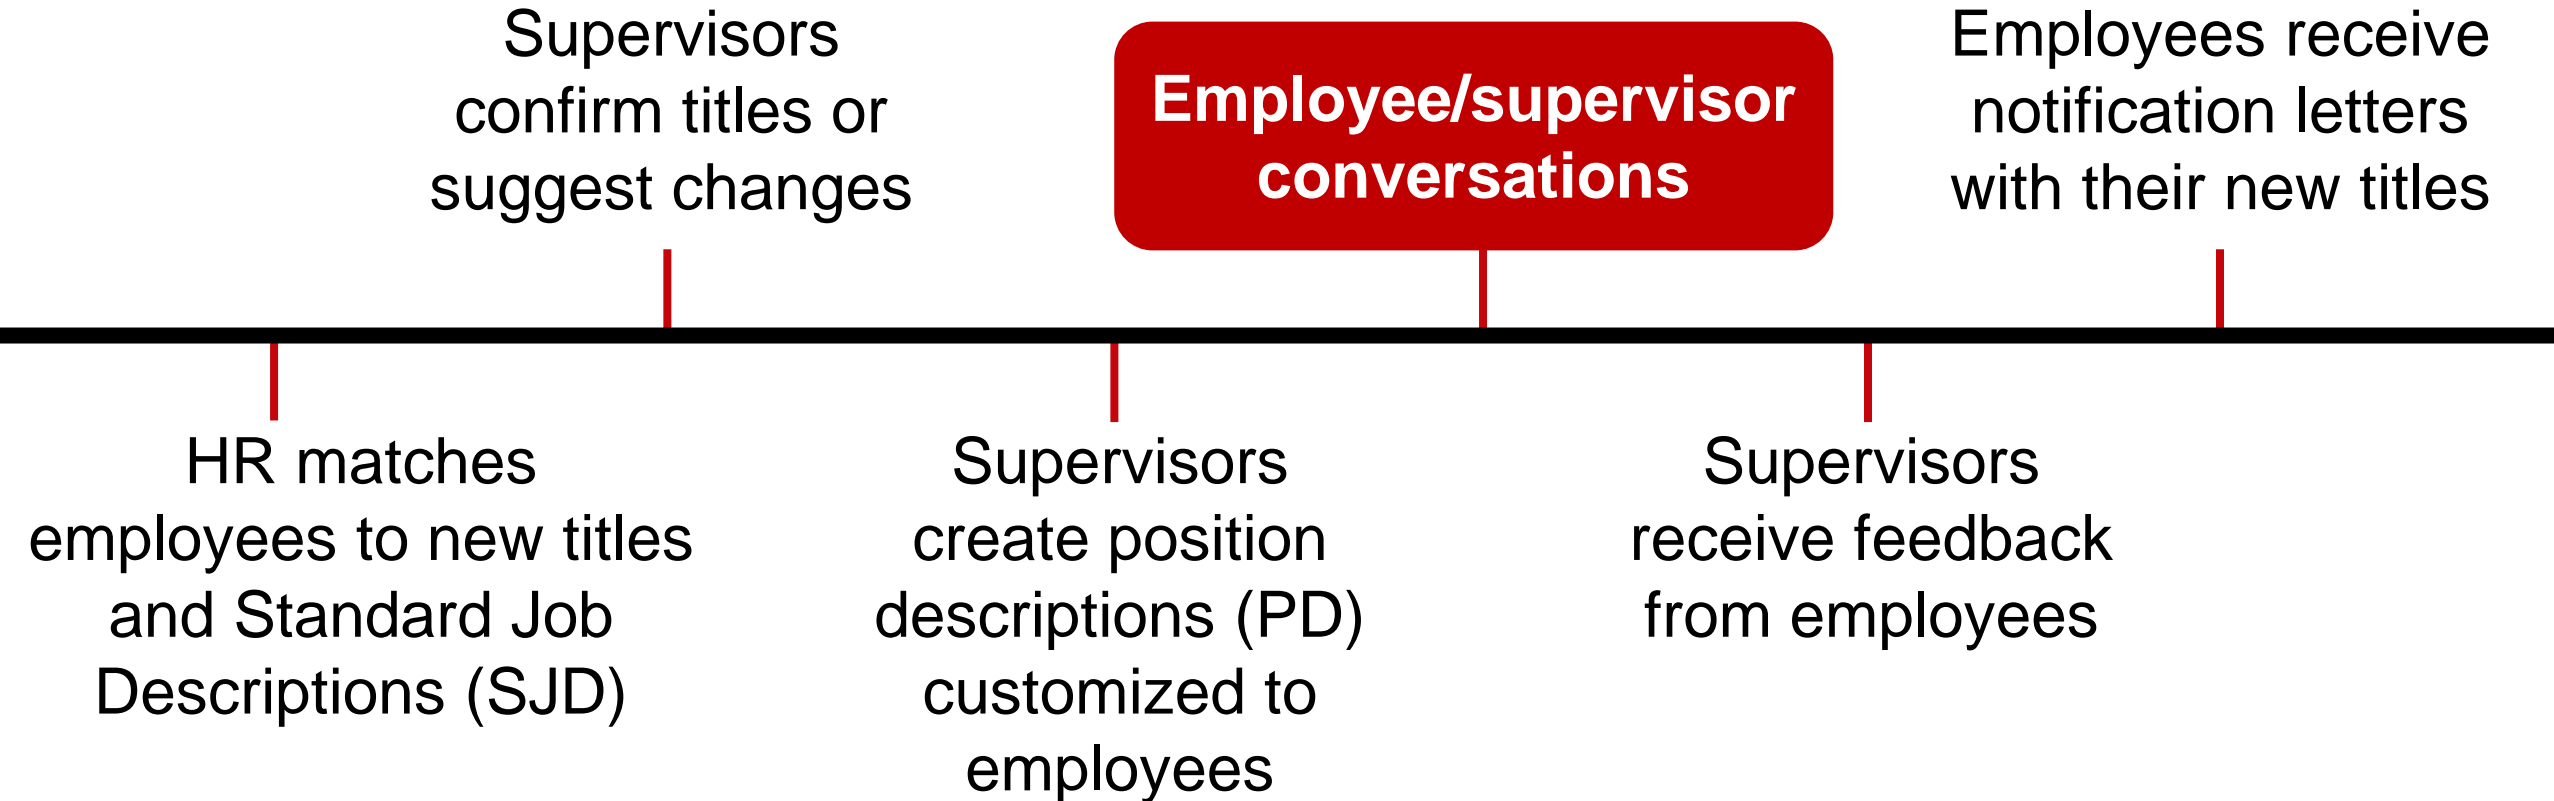 Supervisors
confirm titles or
suggest changes
Employee/supervisor
conversations
Employees receive
notification letters
with their new titles
HR matches
employees to new titles
and Standard Job
Descriptions (SJD)
Supervisors
create position
descriptions (PD)
customized to
employees
Supervisors
receive feedback
from employees